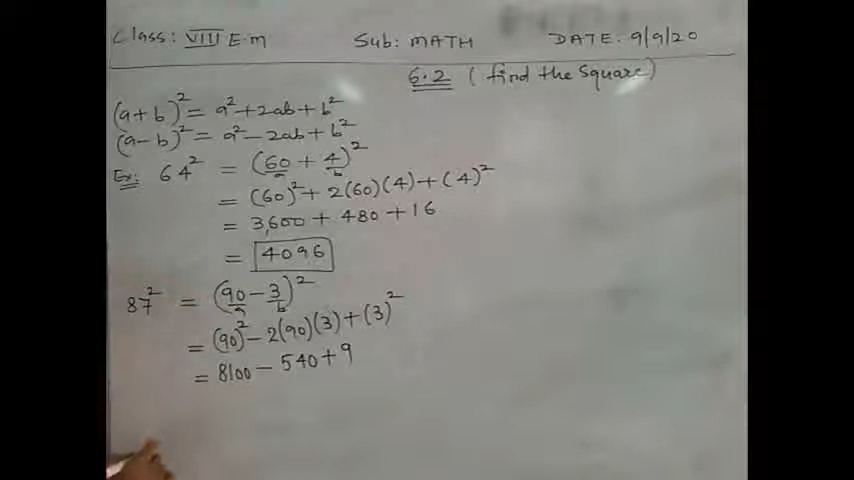 Class: VIII E.m Sub: MATH DATE: 9/9/20
6.2 (find the square)
(a+b)² = a²+2ab+b²
(a-b)² = a²-2ab+b²
Ex: 64² = (60 + 4)²
a b
= (60)² + 2(60)(4) + (4)²
= 3,600 + 480 + 16
= 4096
87² = (90 - 3)²
a b
= (90)² - 2(90)(3) + (3)²
= 8100 - 540 + 9